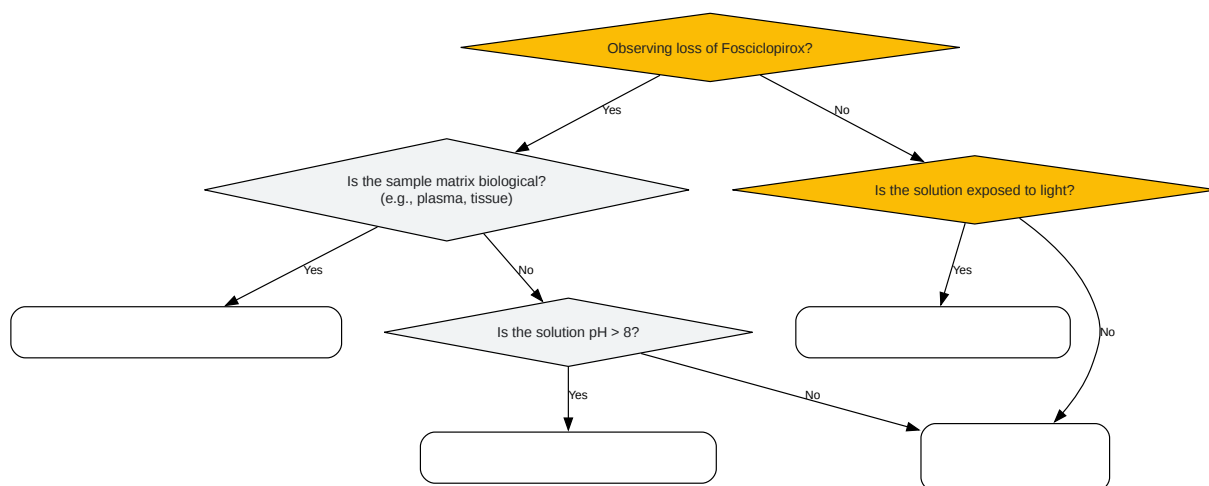 Observing loss of Fosciclopirox?
Yes
No
Is the sample matrix biological?
(e.g., plasma, tissue)
Is the solution exposed to light?
Yes
No
Yes
No
Is the solution pH > 8?
Yes
No